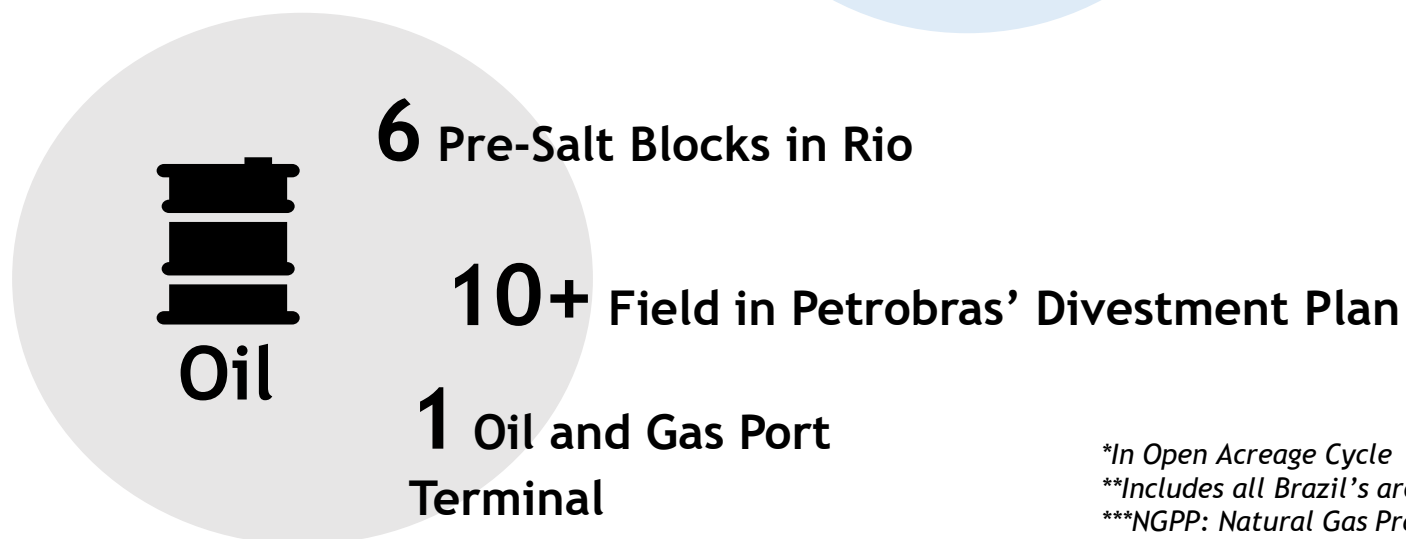 6 Pre-Salt Blocks in Rio
10+ Field in Petrobras’ Divestment Plan
Oil
1 Oil and Gas Port
Terminal
*In Open Acreage Cycle
**Includes all Brazil’s
***NGPP: Natural Gas